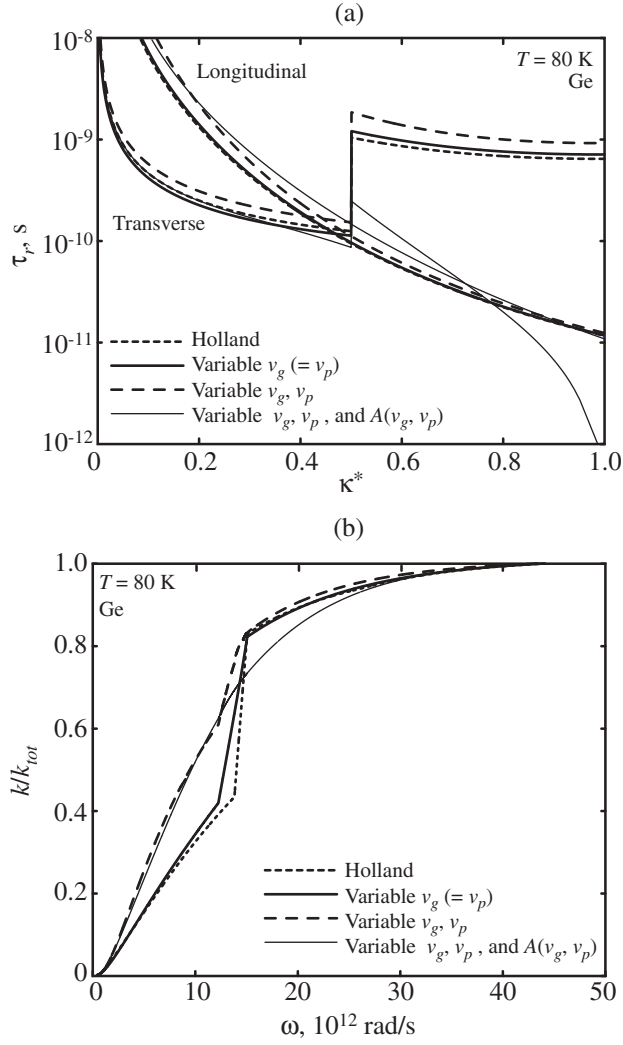 (a)
10⁻⁸
10⁻⁹
10⁻¹⁰
10⁻¹¹
10⁻¹²
τᵣ, s
Longitudinal
T = 80 K
Ge
Transverse
Holland
Variable v_g (= v_p)
Variable v_g, v_p
Variable v_g, v_p , and A(v_g, v_p)
0 0.2 0.4 0.6 0.8 1.0
κ*
(b)
1.0
0.8
0.6
0.4
0.2
0
k/k_tot
T = 80 K
Ge
Holland
Variable v_g (= v_p)
Variable v_g, v_p
Variable v_g, v_p , and A(v_g, v_p)
0 10 20 30 40 50
ω, 10¹² rad/s